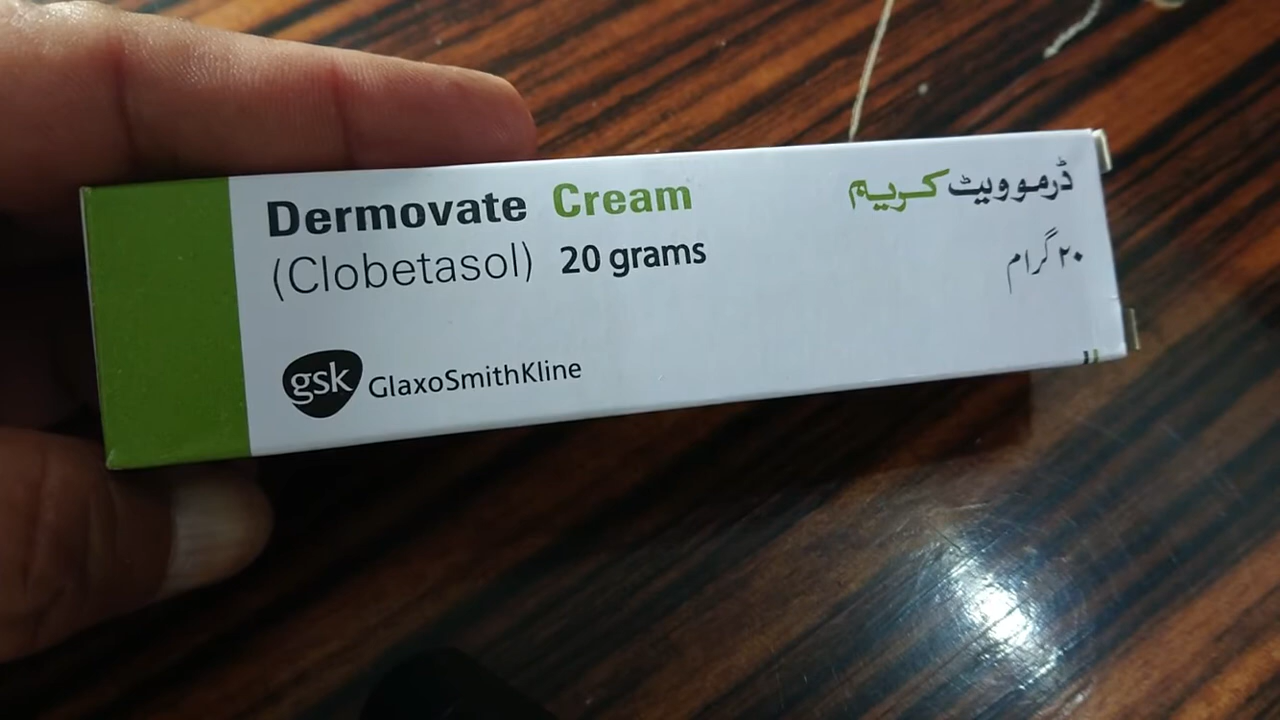 Dermovate Cream
(Clobetasol) 20 grams
gsk GlaxoSmithKline
ڈرموویٹ کریم
۲۰ گرام